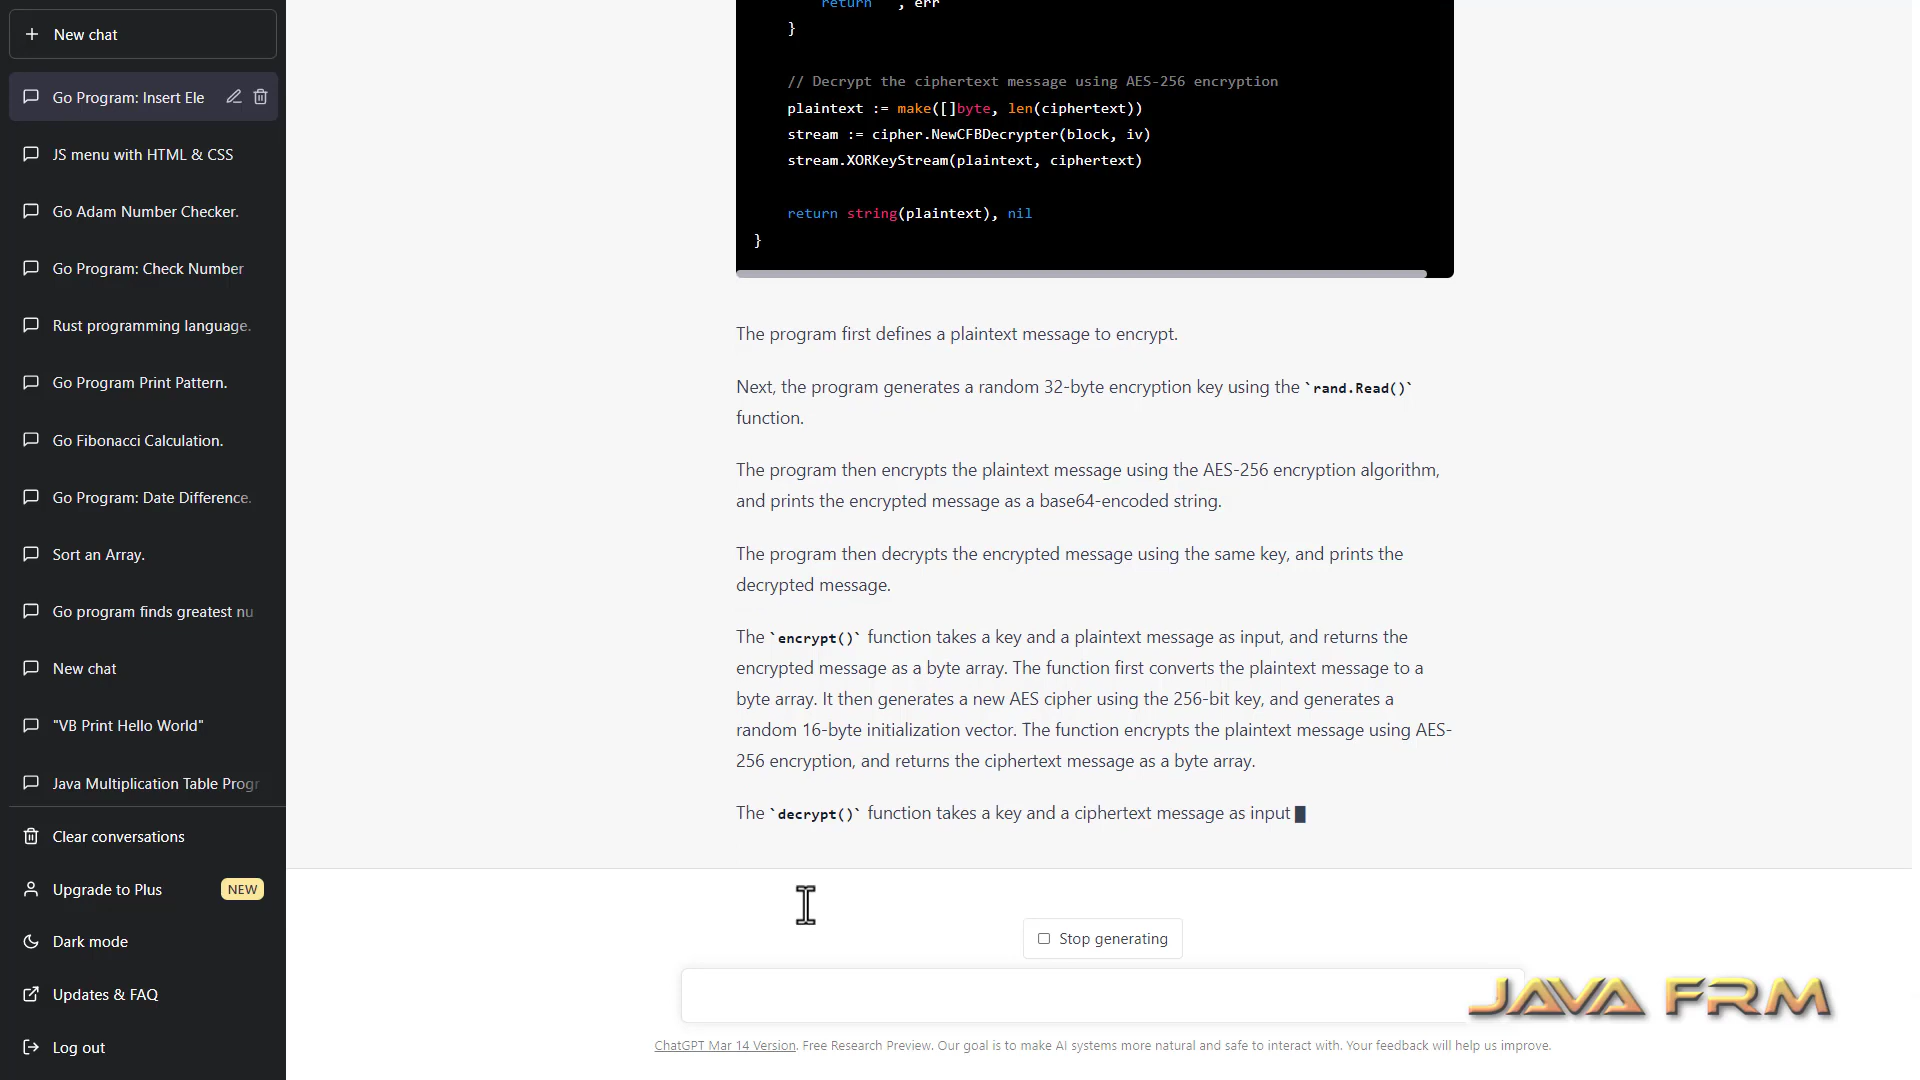 New chat
Go Program: Insert Ele
JS menu with HTML & CSS
Go Adam Number Checker.
Go Program: Check Number
Rust programming language.
Go Program Print Pattern.
Go Fibonacci Calculation.
Go Program: Date Difference.
Sort an Array.
Go program finds greatest nu
New chat
"VB Print Hello World"
Java Multiplication Table Progr
Clear conversations
Upgrade to Plus NEW
Dark mode
Updates & FAQ
Log out
return "", err
}
// Decrypt the ciphertext message using AES-256 encryption
plaintext := make([]byte, len(ciphertext))
stream := cipher.NewCFBDecrypter(block, iv)
stream.XORKeyStream(plaintext, ciphertext)
return string(plaintext), nil
}
The program first defines a plaintext message to encrypt.
Next, the program generates a random 32-byte encryption key using the `rand.Read()`
function.
The program then encrypts the plaintext message using the AES-256 encryption algorithm,
and prints the encrypted message as a base64-encoded string.
The program then decrypts the encrypted message using the same key, and prints the
decrypted message.
The `encrypt()` function takes a key and a plaintext message as input, and returns the
encrypted message as a byte array. The function first converts the plaintext message to a
byte array. It then generates a new AES cipher using the 256-bit key, and generates a
random 16-byte initialization vector. The function encrypts the plaintext message using AES-
256 encryption, and returns the ciphertext message as a byte array.
The `decrypt()` function takes a key and a ciphertext message as input
Stop generating
JAVA FRM
ChatGPT Mar 14 Version. Free Research Preview. Our goal is to make AI systems more natural and safe to interact with. Your feedback will help us improve.